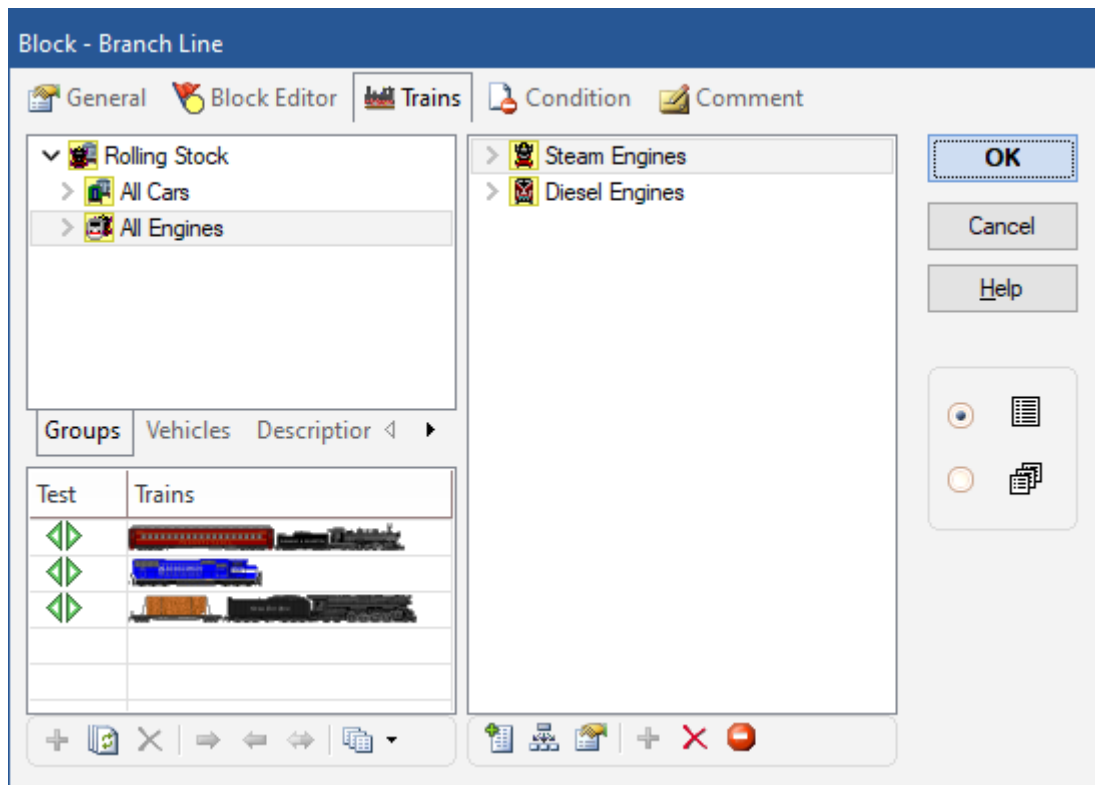 Block - Branch Line
General Block Editor Trains Condition Comment
Rolling Stock
All Cars
All Engines
Steam Engines
Diesel Engines
OK
Cancel
Help
Groups Vehicles Descriptior
Test Trains